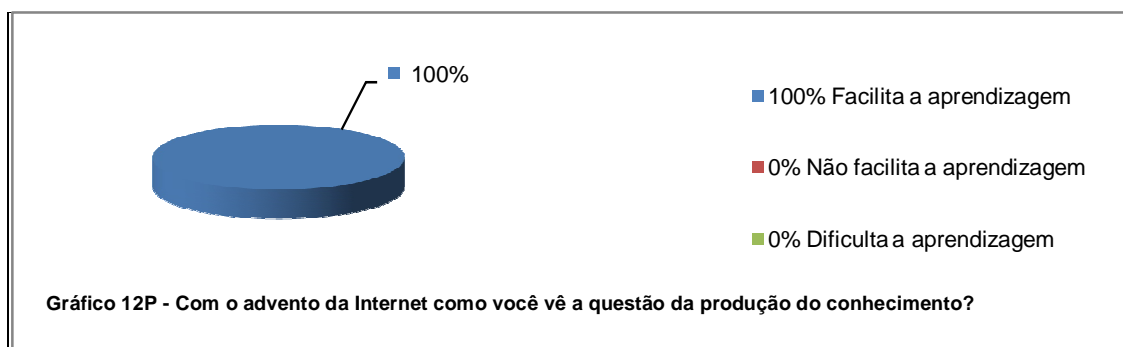 100%
100% Facilita a aprendizagem
0% Não facilita a aprendizagem
0% Dificulta a aprendizagem
Gráfico 12P - Com o advento da Internet como você vê a questão da produção do conhecimento?